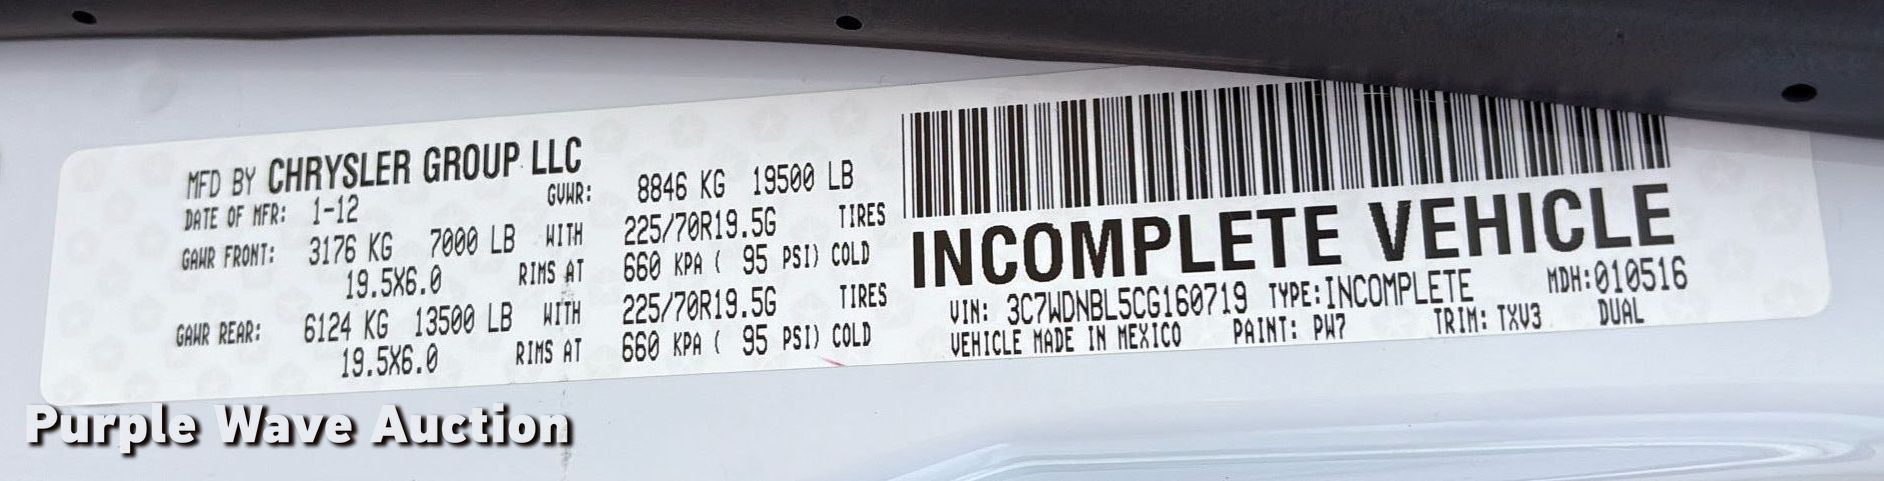 MFD BY CHRYSLER GROUP LLC
DATE OF MFR: 1-12 GVWR: 8846 KG 19500 LB
GAWR FRONT: 3176 KG 7000 LB WITH 225/70R19.5G TIRES
19.5X6.0 RIMS AT 660 KPA ( 95 PSI) COLD
GAWR REAR: 6124 KG 13500 LB WITH 225/70R19.5G TIRES
19.5X6.0 RIMS AT 660 KPA ( 95 PSI) COLD
INCOMPLETE VEHICLE
VIN: 3C7WDNBL5CG160719 TYPE: INCOMPLETE MDH: 010516
VEHICLE MADE IN MEXICO PAINT: PW7 TRIM: TXV3 DUAL
Purple Wave Auction